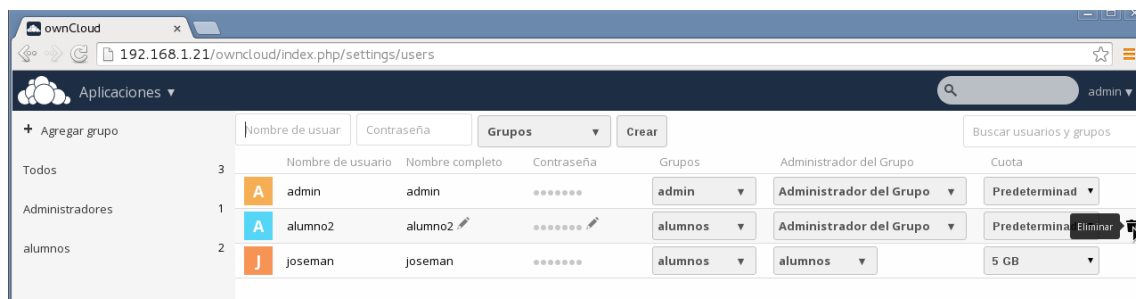 ownCloud
192.168.1.21/owncloud/index.php/settings/users
Aplicaciones ▾ admin ▾
+ Agregar grupo Nombre de usuar Contraseña Grupos ▾ Crear Buscar usuarios y grupos
Todos 3
Administradores 1
alumnos 2
Nombre de usuario Nombre completo Contraseña Grupos Administrador del Grupo Cuota
A admin admin ●●●●●●● admin ▾ Administrador del Grupo ▾ Predeterminad ▾
A alumno2 alumno2 ●●●●●●● alumnos ▾ Administrador del Grupo ▾ Predetermina Eliminar
J joseman joseman ●●●●●●● alumnos ▾ alumnos ▾ 5 GB ▾